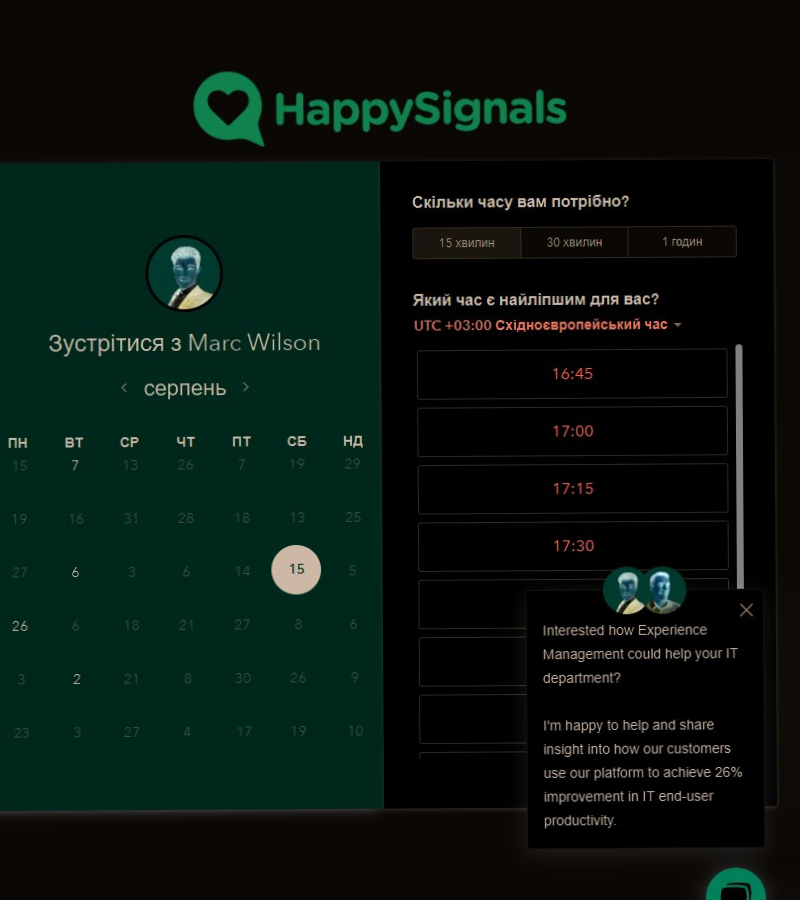 HappySignals
Зустрітися з Marc Wilson
серпень
ПН ВТ СР ЧТ ПТ СБ НД
15 7 13 26 7 19 29
19 16 31 28 18 13 25
27 6 3 6 14 15 5
26 6 18 21 27 8 6
3 2 21 8 30 26 9
23 3 27 4 17 19 10
Скільки часу вам потрібно?
15 хвилин 30 хвилин 1 годин
Який час є найліпшим для вас?
UTC +03:00 Східноєвропейський час
16:45
17:00
17:15
17:30
Interested how Experience
Management could help your IT
department?
I'm happy to help and share
insight into how our customers
use our platform to achieve 26%
improvement in IT end-user
productivity.